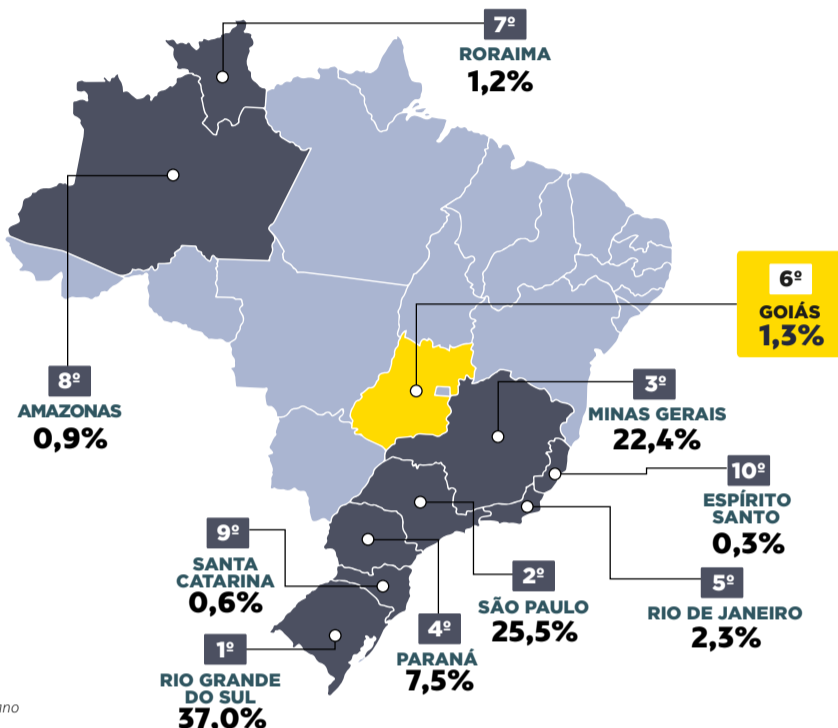 7º
RORAIMA
1,2%
6º
GOIÁS
1,3%
8º
AMAZONAS
0,9%
3º
MINAS GERAIS
22,4%
10º
ESPÍRITO
SANTO
0,3%
9º
SANTA
CATARINA
0,6%
2º
SÃO PAULO
25,5%
5º
RIO DE JANEIRO
2,3%
4º
PARANÁ
7,5%
1º
RIO GRANDE
DO SUL
37,0%